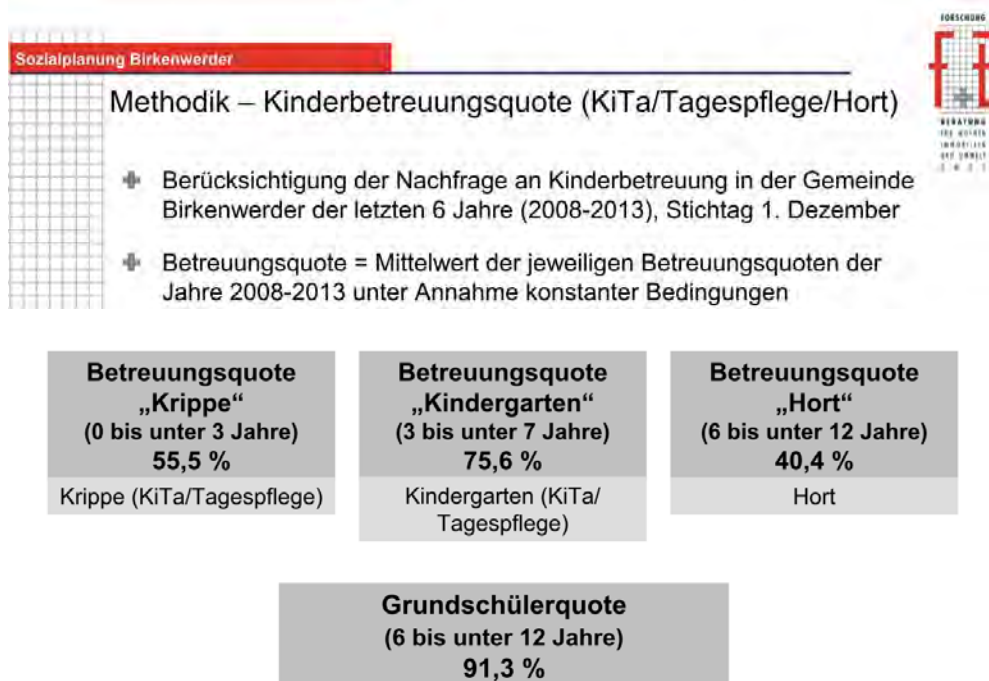 FORSCHUNG
Sozialplanung Birkenwerder
Methodik – Kinderbetreuungsquote (KiTa/Tagespflege/Hort)
BERATUNG
Berücksichtigung der Nachfrage an Kinderbetreuung in der Gemeinde
Birkenwerder der letzten 6 Jahre (2008-2013), Stichtag 1. Dezember
Betreuungsquote = Mittelwert der jeweiligen Betreuungsquoten der
Jahre 2008-2013 unter Annahme konstanter Bedingungen
Betreuungsquote
„Krippe“
(0 bis unter 3 Jahre)
55,5 %
Krippe (KiTa/Tagespflege)
Betreuungsquote
„Kindergarten“
(3 bis unter 7 Jahre)
75,6 %
Kindergarten (KiTa/
Tagespflege)
Betreuungsquote
„Hort“
(6 bis unter 12 Jahre)
40,4 %
Hort
Grundschülerquote
(6 bis unter 12 Jahre)
91,3 %